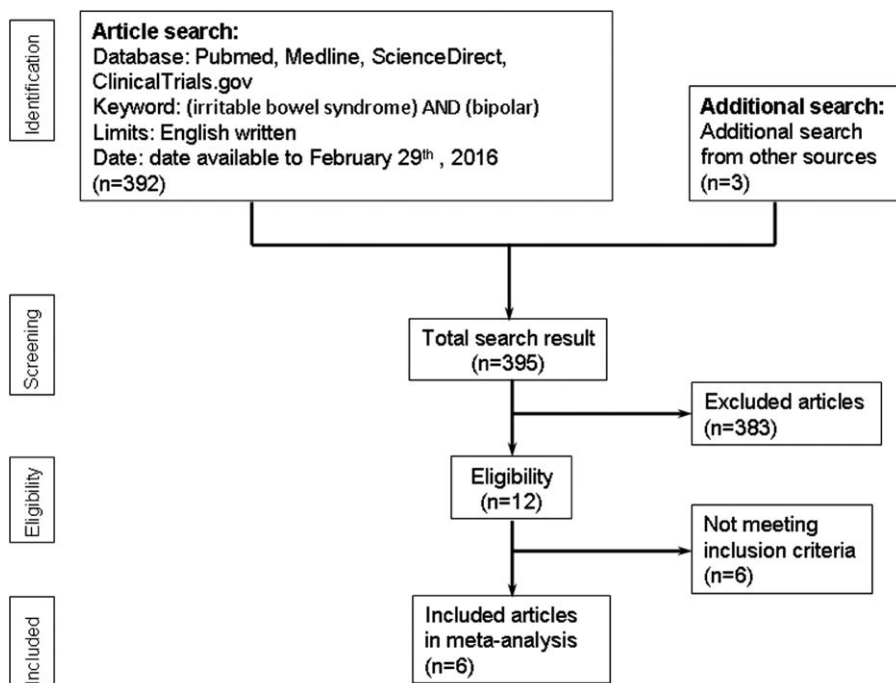 Identification
Article search:
Database: Pubmed, Medline, ScienceDirect,
ClinicalTrials.gov
Keyword: (irritable bowel syndrome) AND (bipolar)
Limits: English written
Date: date available to February 29th , 2016
(n=392)
Additional search:
Additional search
from other sources
(n=3)
Screening
Total search result
(n=395)
Excluded articles
(n=383)
Eligibility
Eligibility
(n=12)
Not meeting
inclusion criteria
(n=6)
Included
Included articles
in meta-analysis
(n=6)